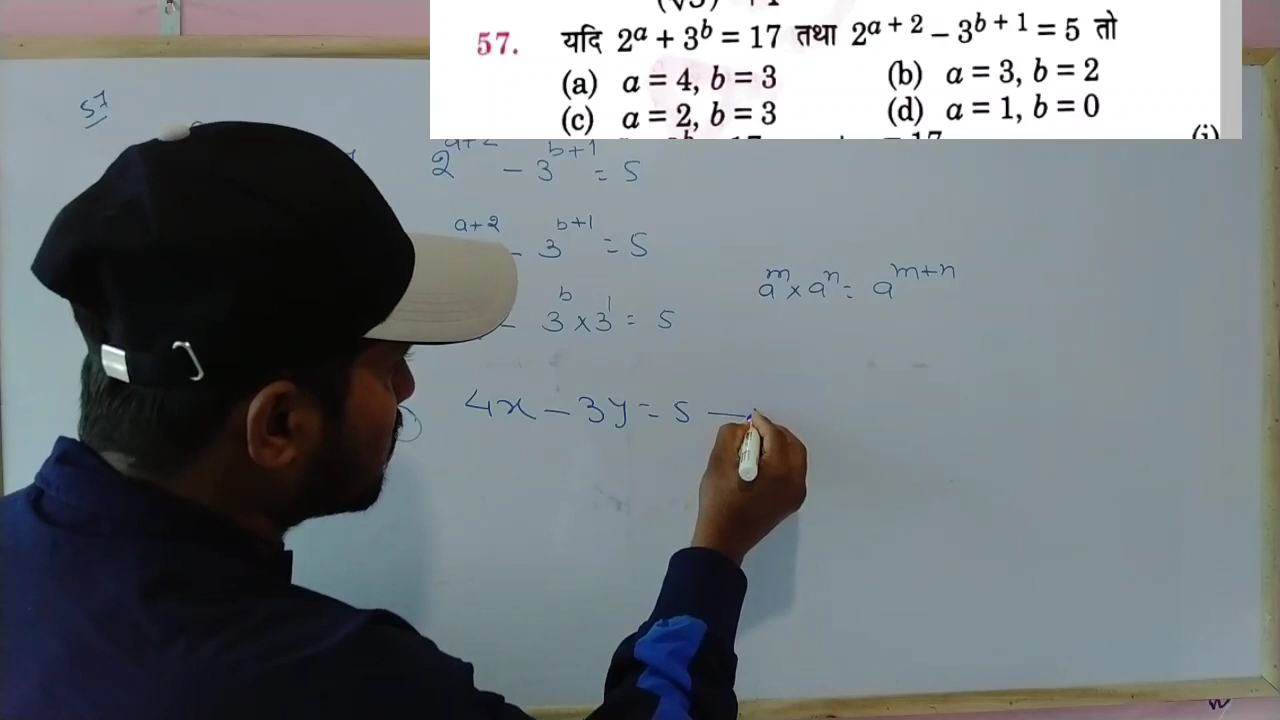 57. यदि 2^a + 3^b = 17 तथा 2^{a + 2} – 3^{b + 1} = 5 तो
(a) a = 4, b = 3 (b) a = 3, b = 2
(c) a = 2, b = 3 (d) a = 1, b = 0
(i)
57
2^{a+2} - 3^{b+1} = 5
a+2 - 3^{b+1} = 5
- 3^b × 3^1 = 5
a^m × a^n = a^{m+n}
4x - 3y = 5 —